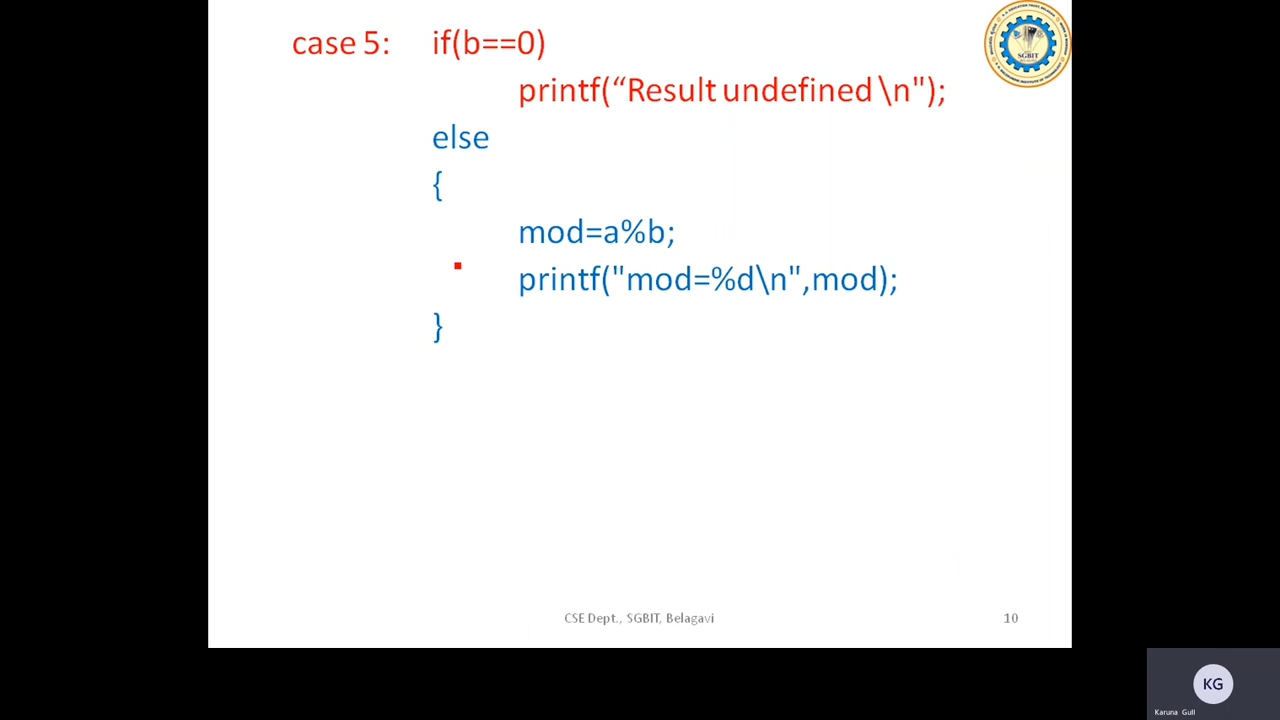 case 5: if(b==0)
printf(“Result undefined \n");
else
{
mod=a%b;
printf("mod=%d\n",mod);
}
SGBIT
CSE Dept., SGBIT, Belagavi
10
KG
Karuna Gull